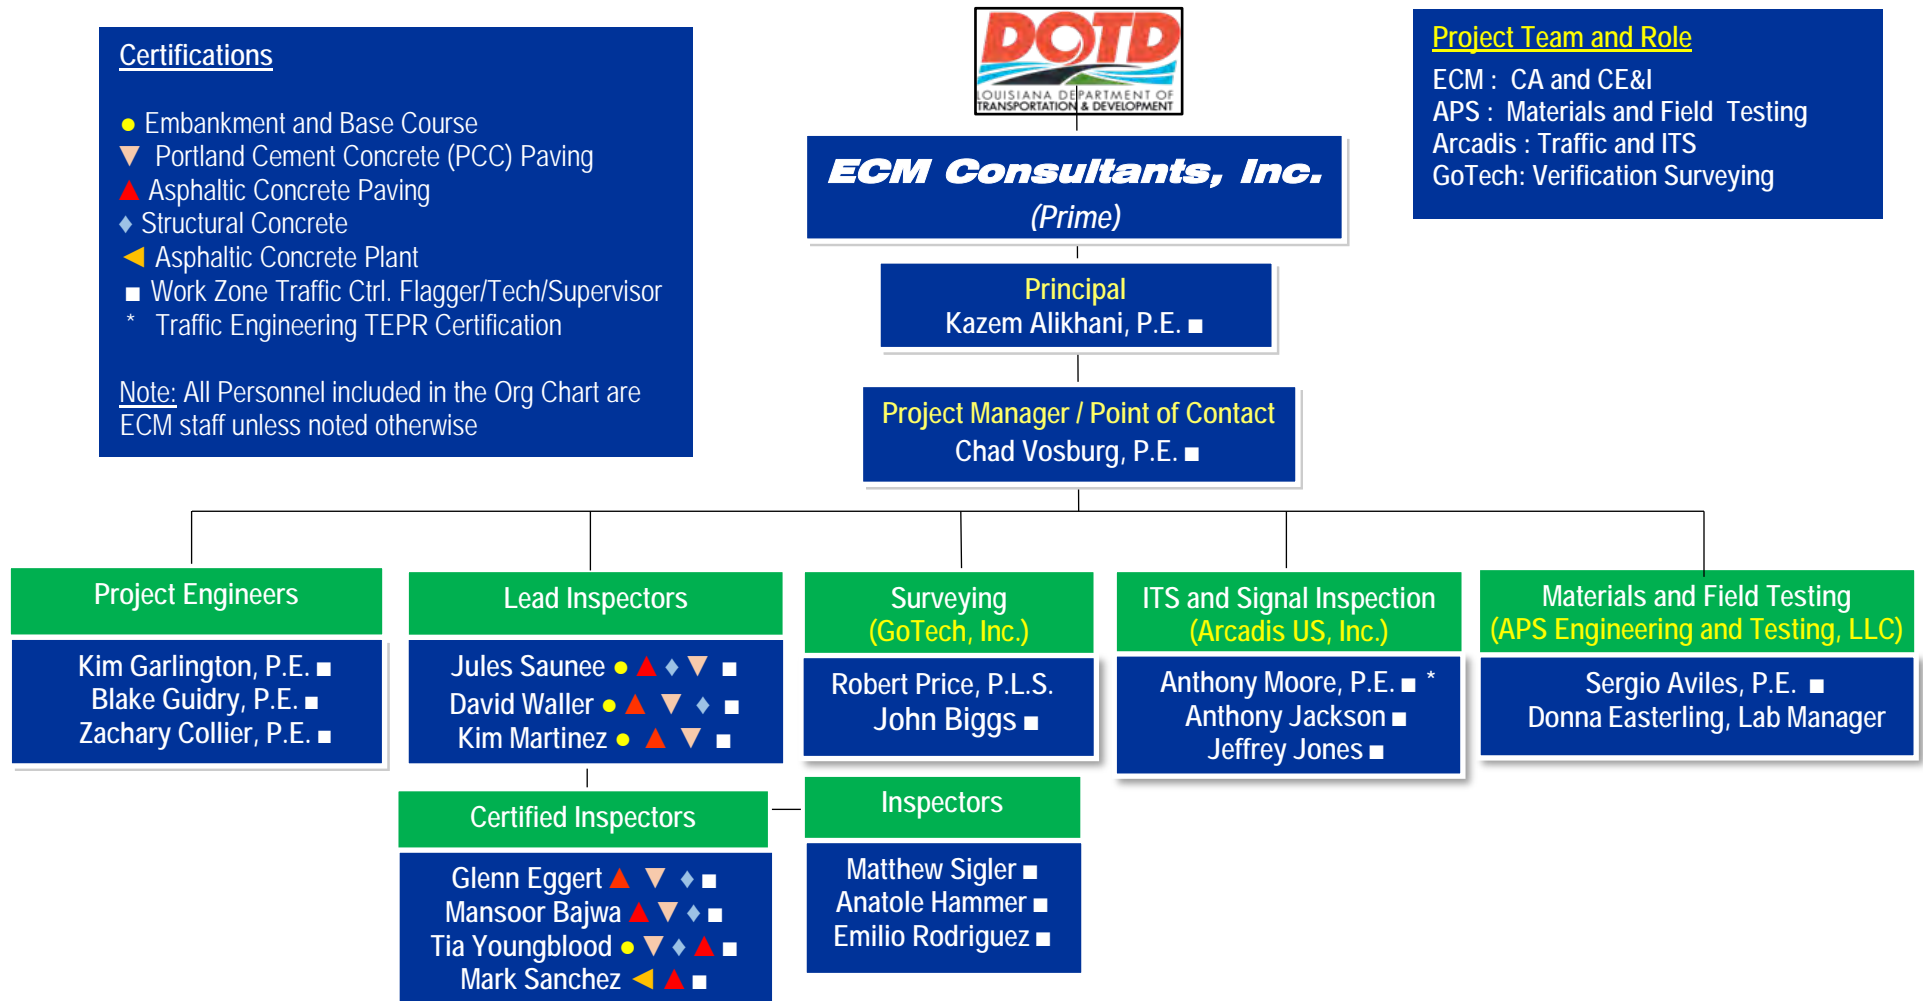 Certifications
● Embankment and Base Course
▼ Portland Cement Concrete (PCC) Paving
▲ Asphaltic Concrete Paving
♦ Structural Concrete
◄ Asphaltic Concrete Plant
■ Work Zone Traffic Ctrl. Flagger/Tech/Supervisor
* Traffic Engineering TEPR Certification
Note: All Personnel included in the Org Chart are
ECM staff unless noted otherwise
DOTD
LOUISIANA DEPARTMENT OF
TRANSPORTATION & DEVELOPMENT
Project Team and Role
ECM : CA and CE&I
APS : Materials and Field Testing
Arcadis : Traffic and ITS
GoTech: Verification Surveying
ECM Consultants, Inc.
(Prime)
Principal
Kazem Alikhani, P.E. ■
Project Manager / Point of Contact
Chad Vosburg, P.E. ■
Project Engineers
Kim Garlington, P.E. ■
Blake Guidry, P.E. ■
Zachary Collier, P.E. ■
Lead Inspectors
Jules Saunee ● ▲ ♦ ▼ ■
David Waller ● ▲ ▼ ♦ ■
Kim Martinez ● ▲ ▼ ■
Surveying
(GoTech, Inc.)
Robert Price, P.L.S.
John Biggs ■
ITS and Signal Inspection
(Arcadis US, Inc.)
Anthony Moore, P.E. ■ *
Anthony Jackson ■
Jeffrey Jones ■
Materials and Field Testing
(APS Engineering and Testing, LLC)
Sergio Aviles, P.E. ■
Donna Easterling, Lab Manager
Certified Inspectors
Glenn Eggert ▲ ▼ ♦ ■
Mansoor Bajwa ▲ ▼ ♦ ■
Tia Youngblood ● ▼ ♦ ▲ ■
Mark Sanchez ◄ ▲ ■
Inspectors
Matthew Sigler ■
Anatole Hammer ■
Emilio Rodriguez ■